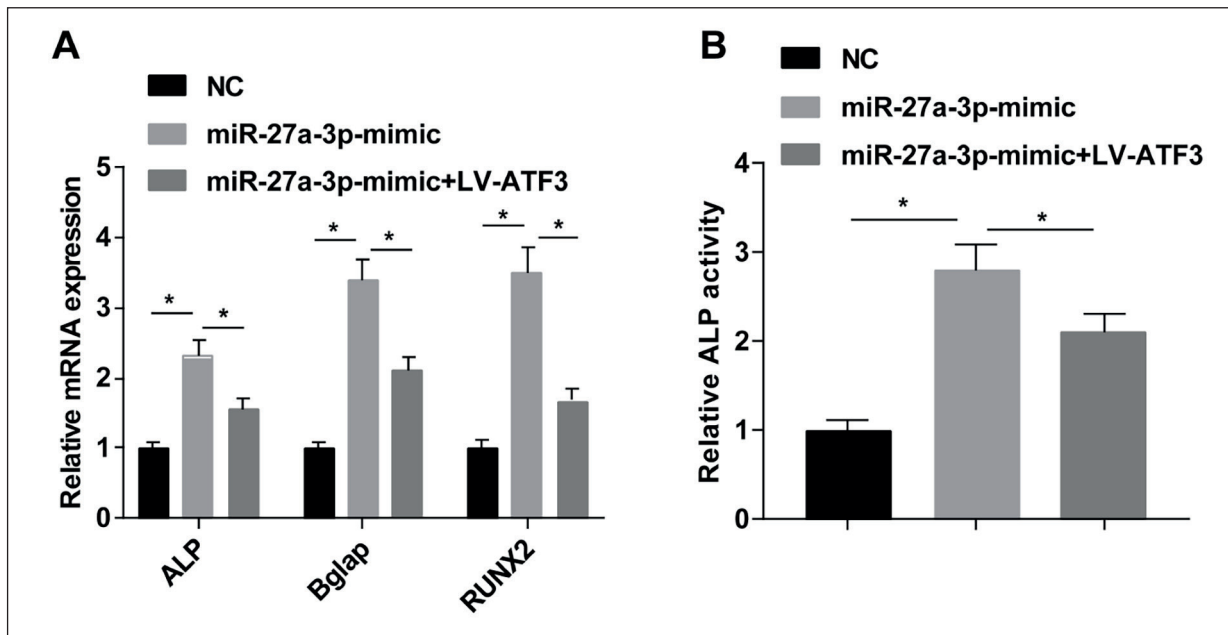 A
NC
miR-27a-3p-mimic
miR-27a-3p-mimic+LV-ATF3
Relative mRNA expression
5
4
3
2
1
0
* * * * * *
ALP Bglap RUNX2
B
NC
miR-27a-3p-mimic
miR-27a-3p-mimic+LV-ATF3
Relative ALP activity
4
3
2
1
0
* *